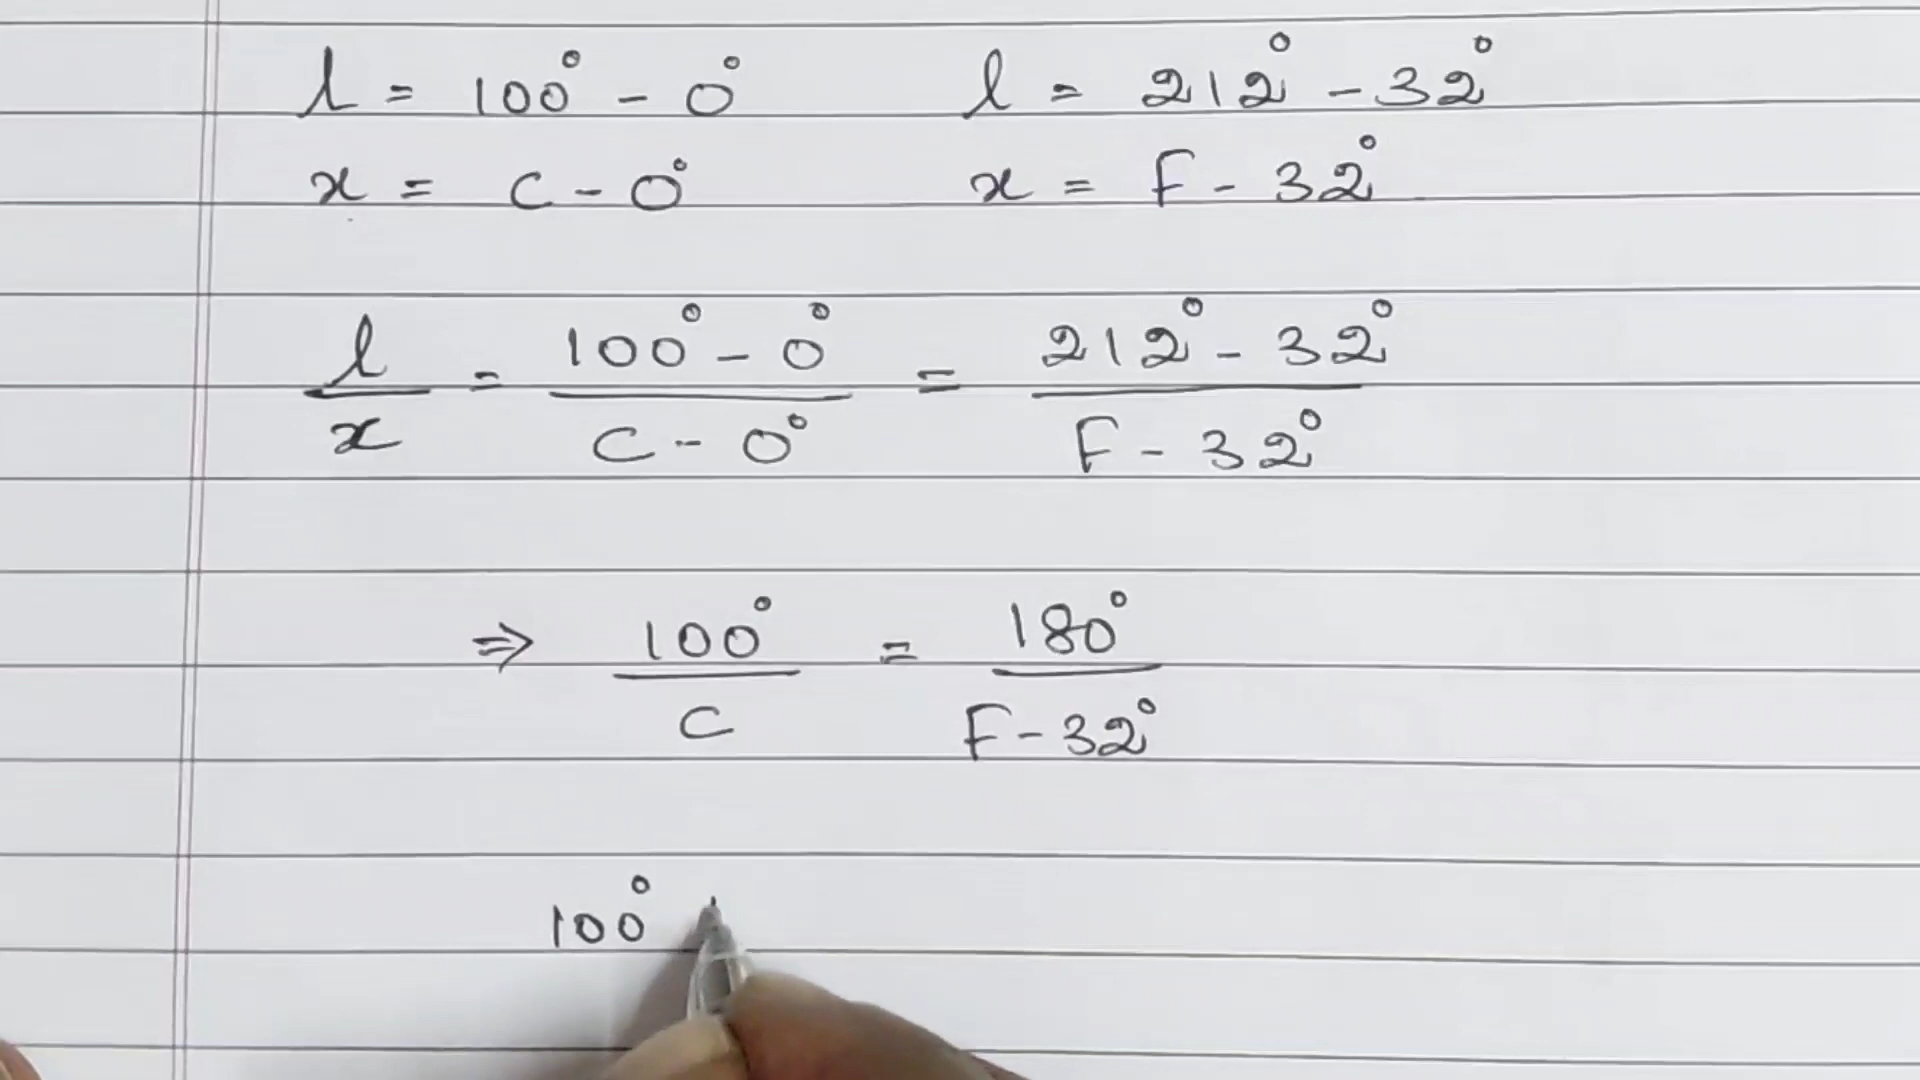 l = 100° - 0°    l = 212° - 32°
x = C - 0°    x = F - 32°
l/x = (100° - 0°)/(C - 0°) = (212° - 32°)/(F - 32°)
⇒ 100°/C = 180°/(F - 32°)
100°